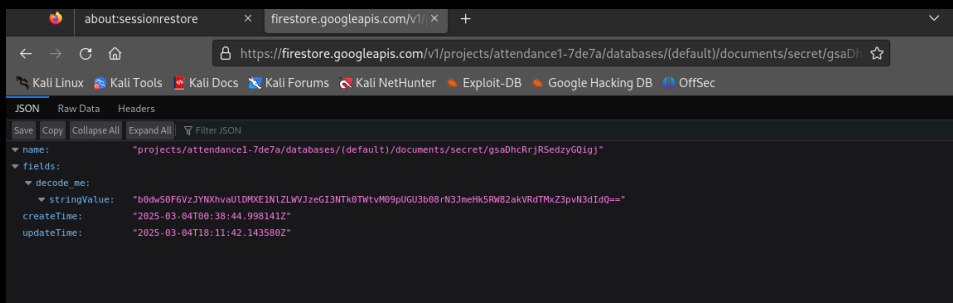 about:sessionrestore
firestore.googleapis.com/v1/
https://firestore.googleapis.com/v1/projects/attendance1-7de7a/databases/(default)/documents/secret/gsaDh
Kali Linux Kali Tools Kali Docs Kali Forums Kali NetHunter Exploit-DB Google Hacking DB OffSec
JSON Raw Data Headers
Save Copy Collapse All Expand All Filter JSON
name: "projects/attendance1-7de7a/databases/(default)/documents/secret/gsaDhcRrjRSedzyGQigj"
fields:
decode_me:
stringValue: "b0dwS0F6VzJYNXhvaUlDMXE1NlZLWVJzeGI3NTk0TWtvM09pUGU3b08rN3JmeHk5RW82akVRdTMxZ3pvN3dIdQ=="
createTime: "2025-03-04T00:38:44.998141Z"
updateTime: "2025-03-04T18:11:42.143580Z"